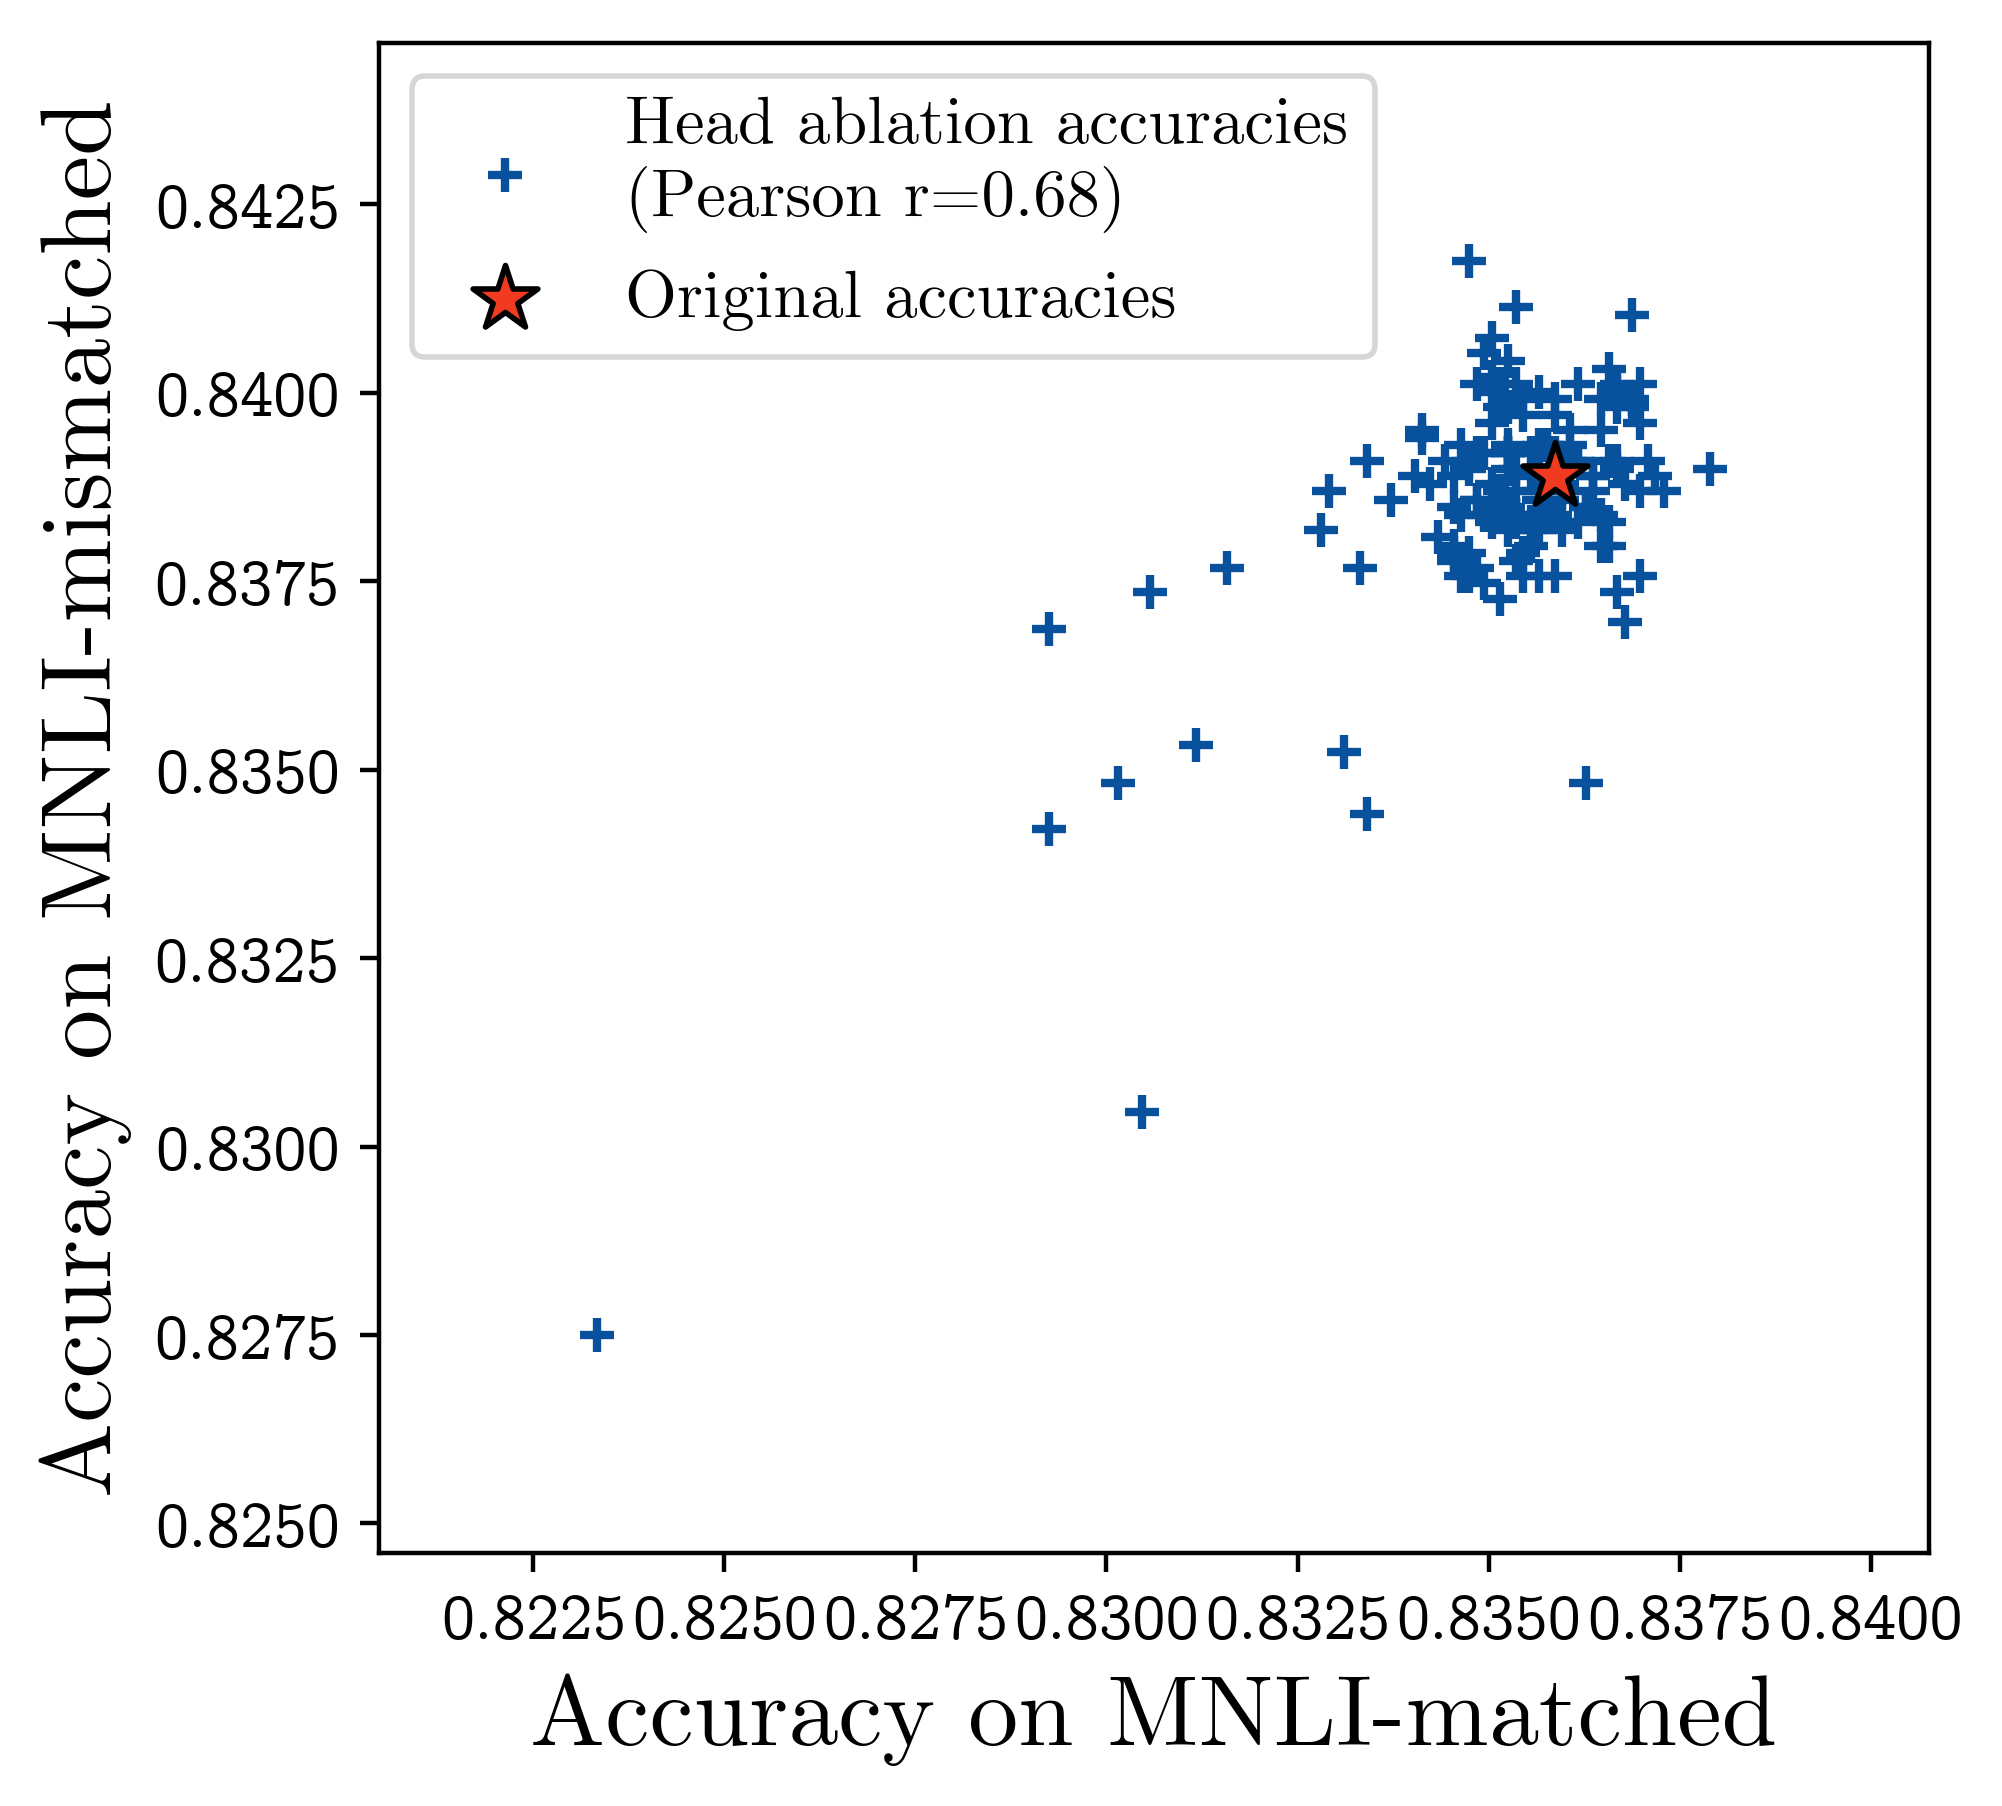 Head ablation accuracies
(Pearson r=0.68)
Original accuracies
Accuracy on MNLI-mismatched
0.8425
0.8400
0.8375
0.8350
0.8325
0.8300
0.8275
0.8250
0.8225 0.8250 0.8275 0.8300 0.8325 0.8350 0.8375 0.8400
Accuracy on MNLI-matched